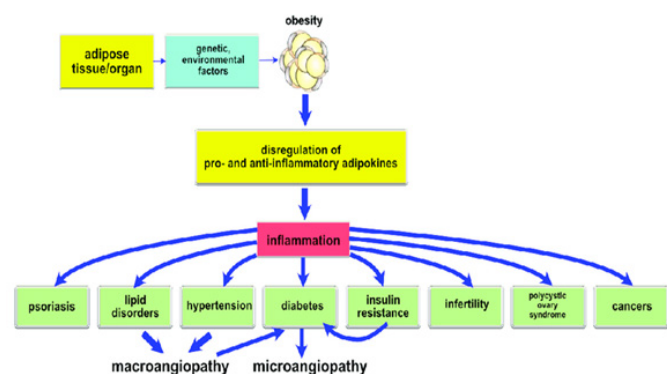 obesity
adipose
tissue/organ
genetic,
environmental
factors
disregulation of
pro- and anti-inflammatory adipokines
inflammation
psoriasis
lipid
disorders
hypertension
diabetes
insulin
resistance
infertility
polycystic
ovary
syndrome
cancers
macroangiopathy
microangiopathy